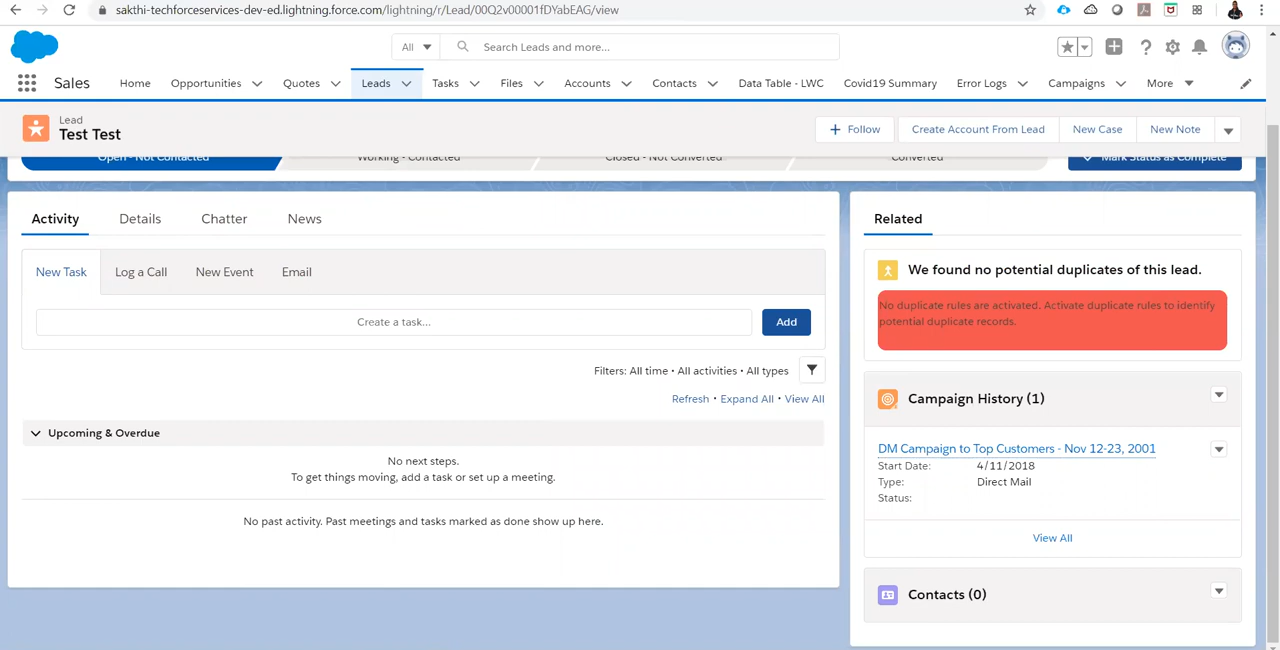 sakthi-techforceservices-dev-ed.lightning.force.com/lightning/r/Lead/00Q2v00001fDYabEAG/view
All
Search Leads and more...
Sales
Home
Opportunities
Quotes
Leads
Tasks
Files
Accounts
Contacts
Data Table - LWC
Covid19 Summary
Error Logs
Campaigns
More
Lead
Test Test
+ Follow
Create Account From Lead
New Case
New Note
Open - Not Contacted
Working - Contacted
Closed - Not Converted
Converted
Mark Status as Complete
Activity
Details
Chatter
News
New Task
Log a Call
New Event
Email
Create a task...
Add
Filters: All time • All activities • All types
Refresh • Expand All • View All
Upcoming & Overdue
No next steps.
To get things moving, add a task or set up a meeting.
No past activity. Past meetings and tasks marked as done show up here.
Related
We found no potential duplicates of this lead.
No duplicate rules are activated. Activate duplicate rules to identify
potential duplicate records.
Campaign History (1)
DM Campaign to Top Customers - Nov 12-23, 2001
Start Date: 4/11/2018
Type: Direct Mail
Status:
View All
Contacts (0)